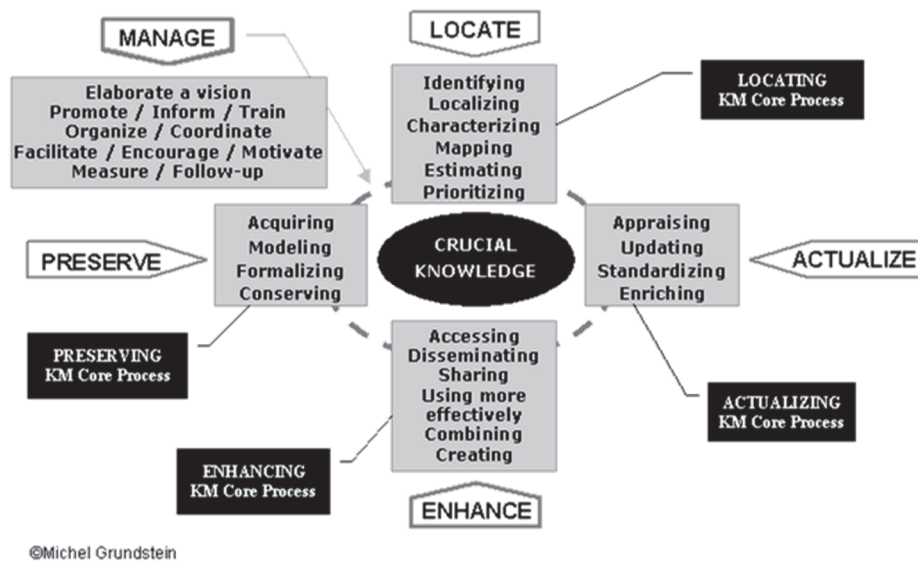 MANAGE
Elaborate a vision
Promote / Inform / Train
Organize / Coordinate
Facilitate / Encourage / Motivate
Measure / Follow-up
LOCATE
Identifying
Localizing
Characterizing
Mapping
Estimating
Prioritizing
LOCATING
KM Core Process
PRESERVE
Acquiring
Modeling
Formalizing
Conserving
CRUCIAL
KNOWLEDGE
Appraising
Updating
Standardizing
Enriching
ACTUALIZE
PRESERVING
KM Core Process
Accessing
Disseminating
Sharing
Using more
effectively
Combining
Creating
ACTUALIZING
KM Core Process
ENHANCING
KM Core Process
ENHANCE
©Michel Grundstein